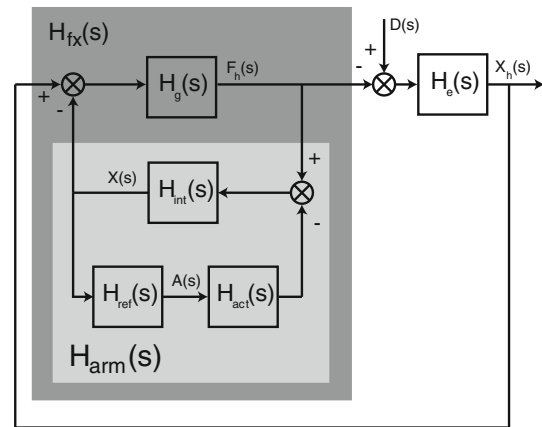 D(s)
H_fx(s)
+
-
F_h(s)
X_h(s)
H_g(s)
H_e(s)
+
-
+
X(s)
H_int(s)
-
A(s)
H_ref(s)
H_act(s)
H_arm(s)